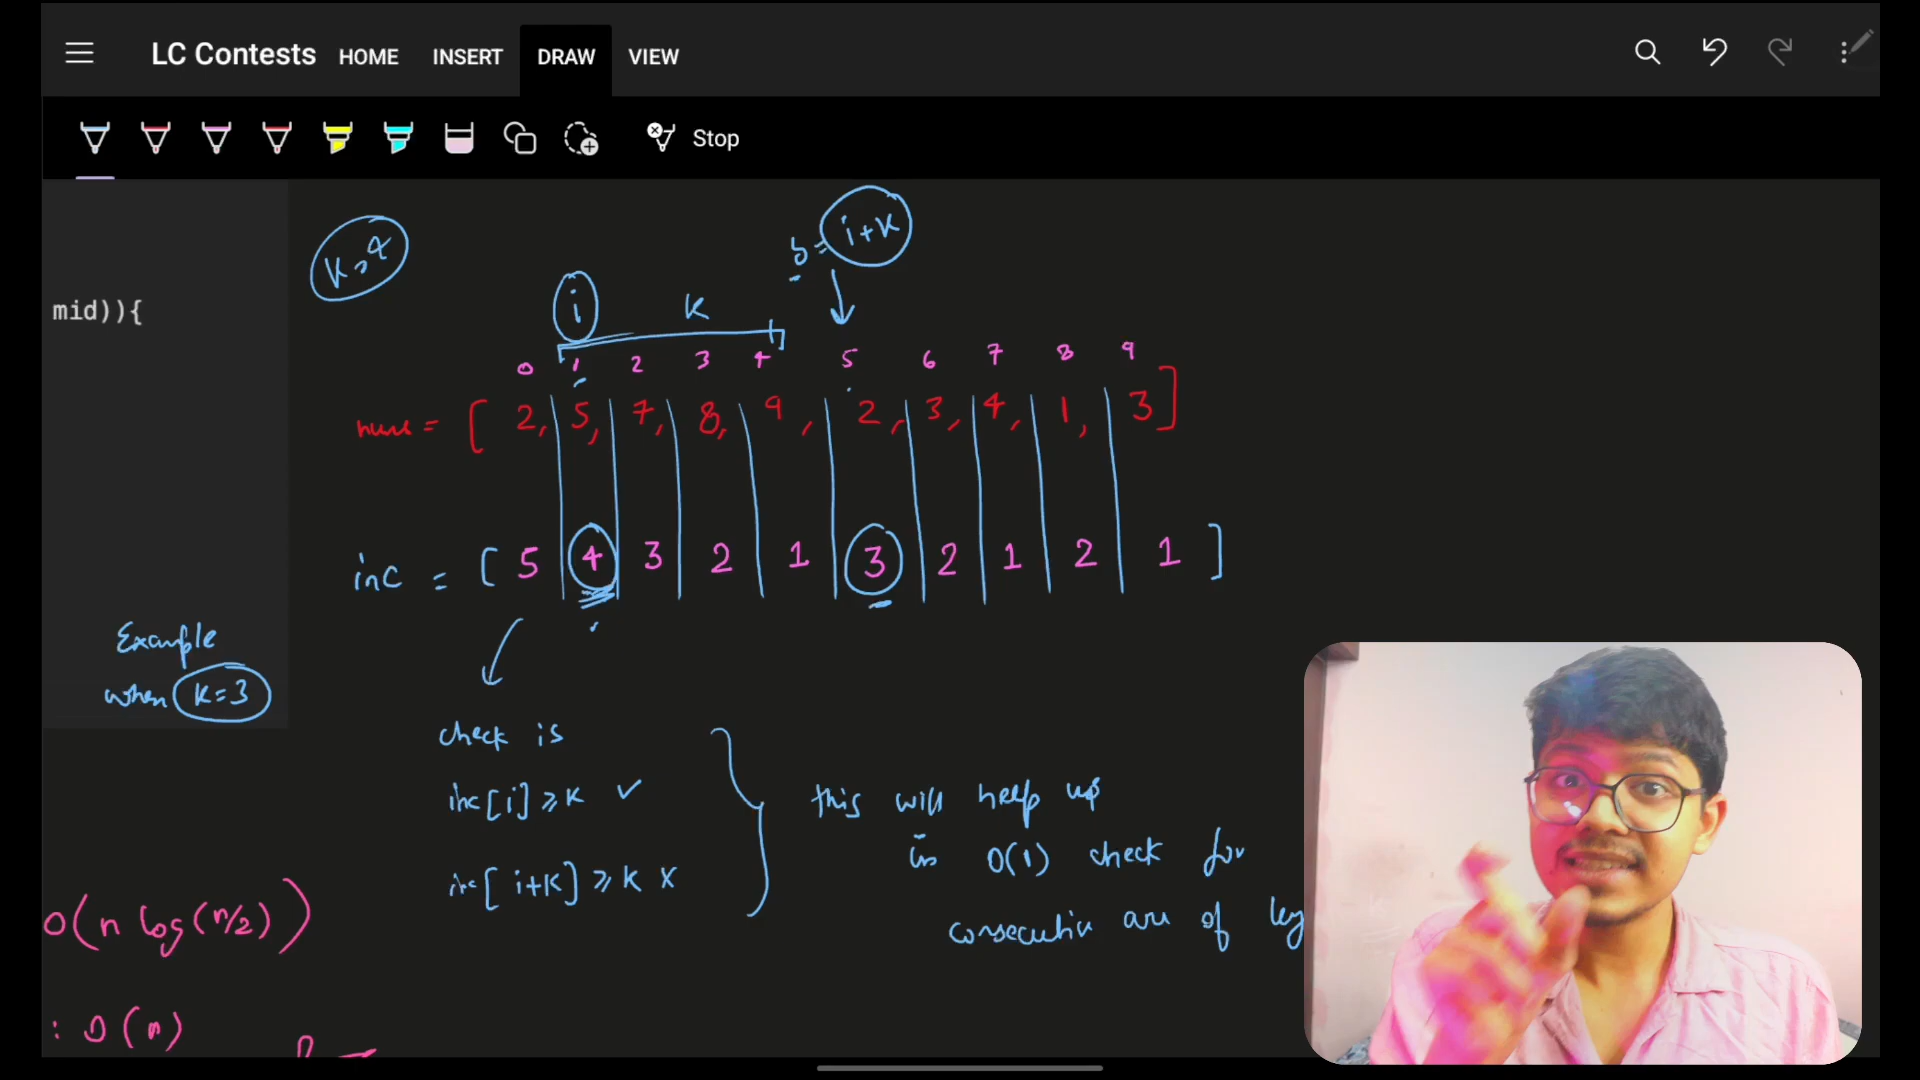 LC Contests HOME INSERT DRAW VIEW
Stop
K=4
b = i+K
i K
mid)){
0 1 2 3 4 5 6 7 8 9
nums = [ 2, 5, 7, 8, 9, 2, 3, 4, 1, 3 ]
inc = [ 5 4 3 2 1 3 2 1 2 1 ]
Example
when K=3
check is
inc[i] ≥ K ✓
inc[i+K] ≥ K X
this will help us
in O(1) check for
consecutive
of
O(n log(n/2))
: O(n)